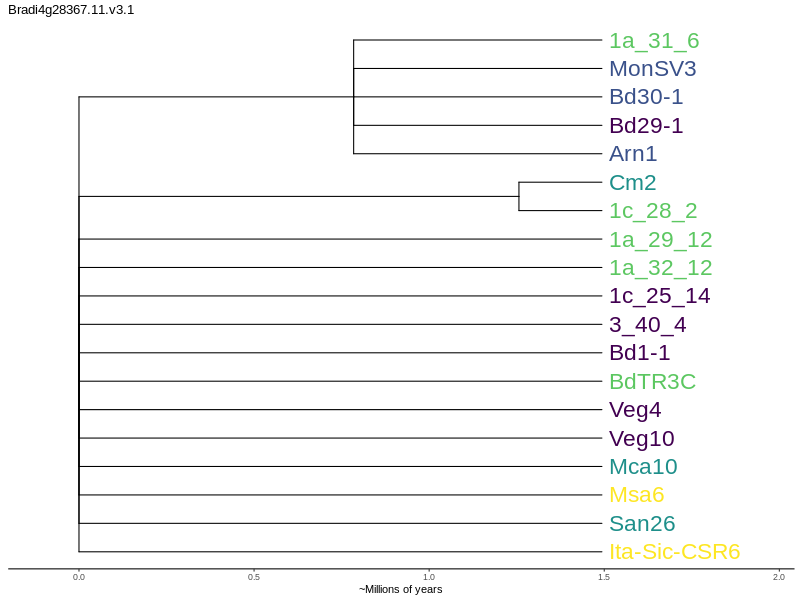 Bradi4g28367.11.v3.1
1a_31_6
MonSV3
Bd30-1
Bd29-1
Arn1
Cm2
1c_28_2
1a_29_12
1a_32_12
1c_25_14
3_40_4
Bd1-1
BdTR3C
Veg4
Veg10
Mca10
Msa6
San26
Ita-Sic-CSR6
0.0 0.5 1.0 1.5 2.0
~Millions of years